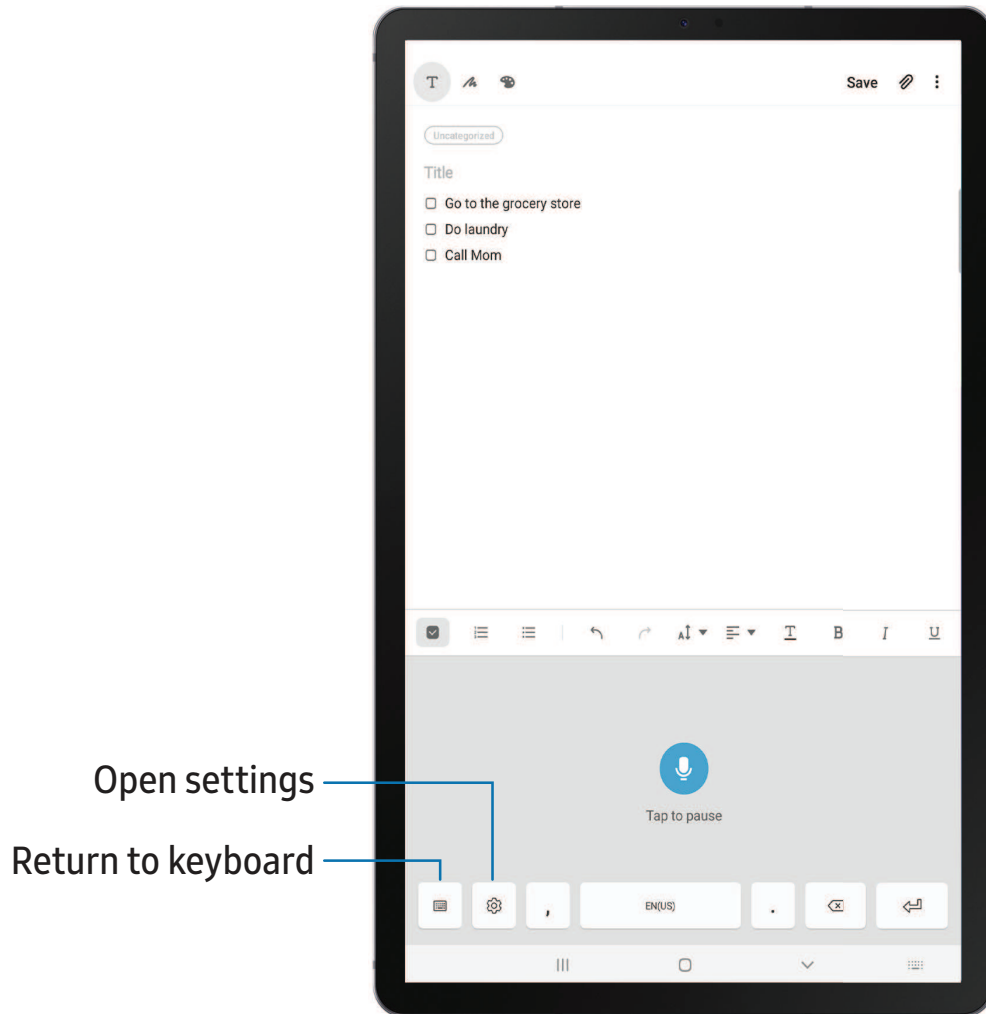 T
Save
Uncategorized
Title
Go to the grocery store
Do laundry
Call Mom
A T B I U
Tap to pause
Open settings
Return to keyboard
, EN(US) .